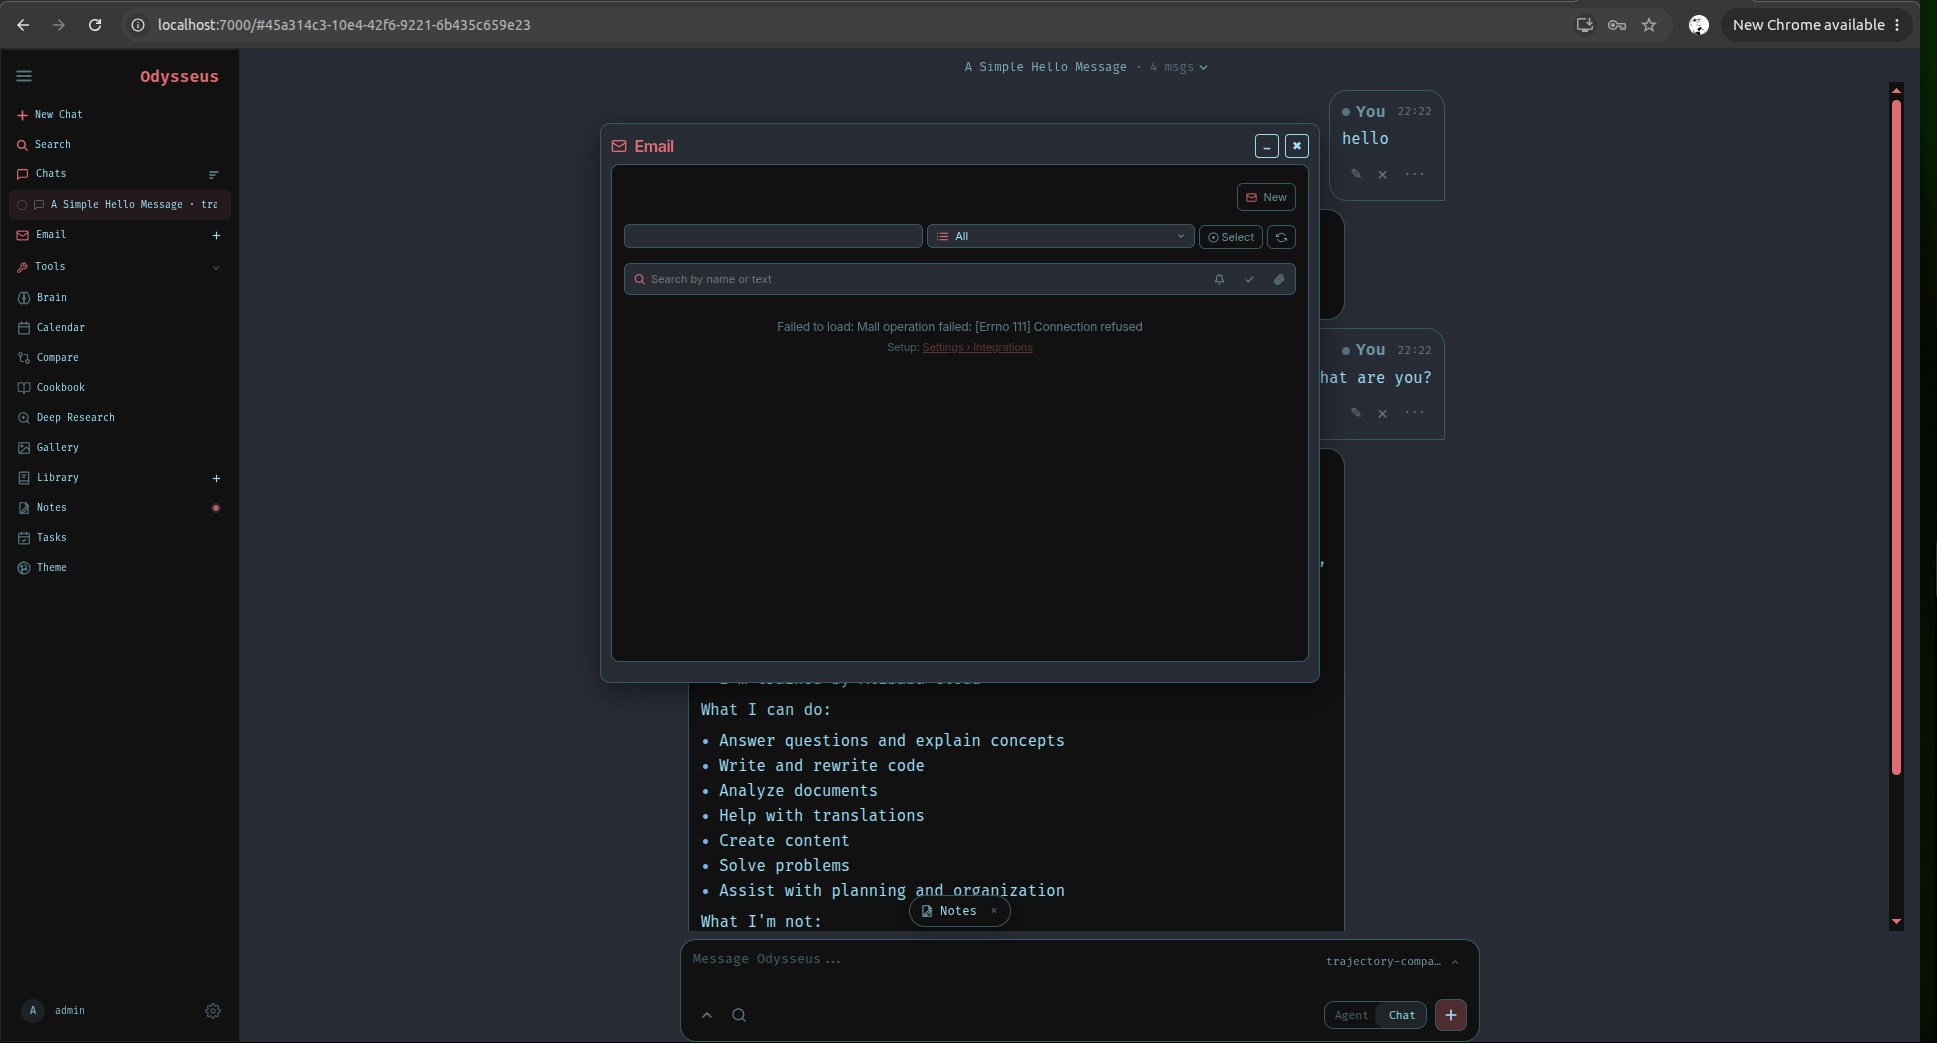 localhost:7000/#45a314c3-10e4-42f6-9221-6b435c659e23
New Chrome available
Odysseus
New Chat
Search
Chats
A Simple Hello Message · tra
Email
Tools
Brain
Calendar
Compare
Cookbook
Deep Research
Gallery
Library
Notes
Tasks
Theme
A admin
A Simple Hello Message · 4 msgs
You 22:22
hello
Email
New
All
Select
Search by name or text
Failed to load: Mail operation failed: [Errno 111] Connection refused
Setup: Settings › Integrations
You 22:22
hat are you?
,
What I can do:
• Answer questions and explain concepts
• Write and rewrite code
• Analyze documents
• Help with translations
• Create content
• Solve problems
• Assist with planning and organization
What I'm not:
Notes ×
Message Odysseus...
trajectory-compa…
Agent Chat